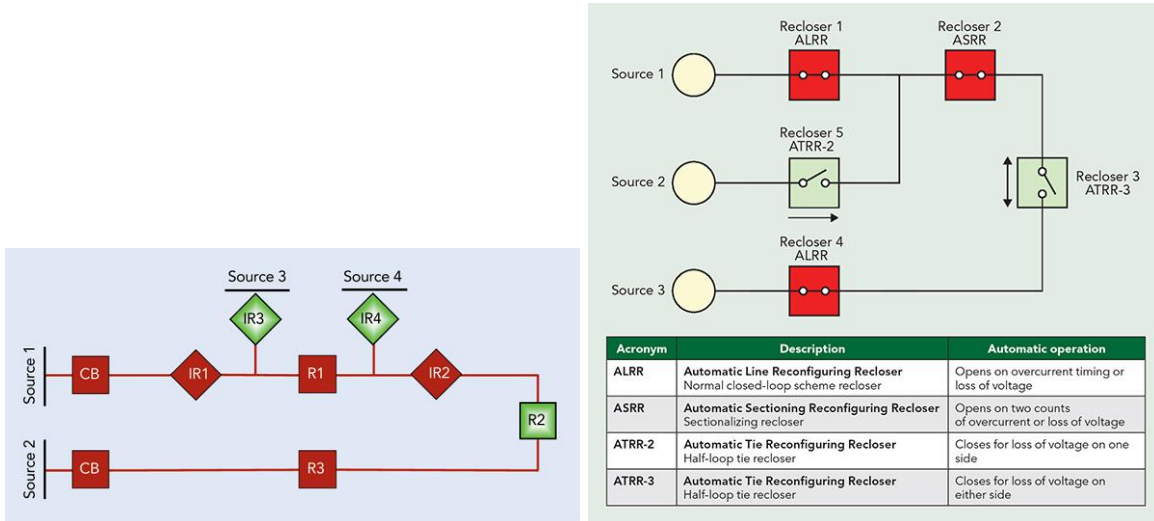 Source 3
Source 4
IR3
IR4
Source 1
CB
IR1
R1
IR2
R2
Source 2
CB
R3
Recloser 1
ALRR
Recloser 2
ASRR
Source 1
Recloser 5
ATRR-2
Source 2
Recloser 3
ATRR-3
Recloser 4
ALRR
Source 3
Acronym Description Automatic operation
ALRR Automatic Line Reconfiguring Recloser Opens on overcurrent timing or
Normal closed-loop scheme recloser loss of voltage
ASRR Automatic Sectioning Reconfiguring Recloser Opens on two counts
Sectionalizing recloser of overcurrent or loss of voltage
ATRR-2 Automatic Tie Reconfiguring Recloser Closes for loss of voltage on one
Half-loop tie recloser side
ATRR-3 Automatic Tie Reconfiguring Recloser Closes for loss of voltage on
Half-loop tie recloser either side